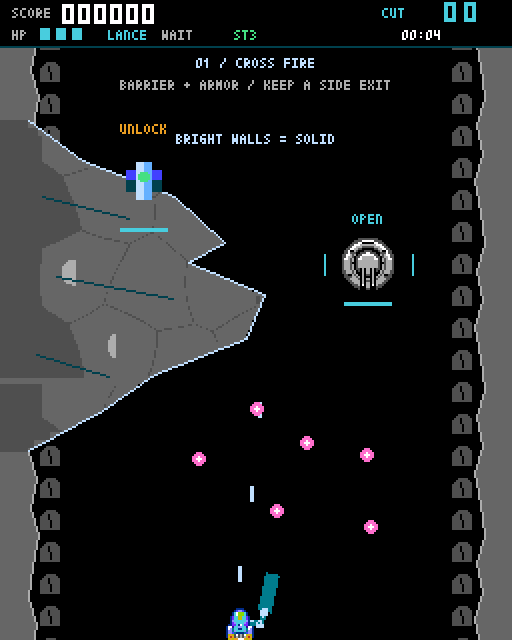 SCORE 000000 CUT 00
HP LANCE WAIT ST3 00:04
01 / CROSS FIRE
BARRIER + ARMOR / KEEP A SIDE EXIT
UNLOCK
BRIGHT WALLS = SOLID
OPEN